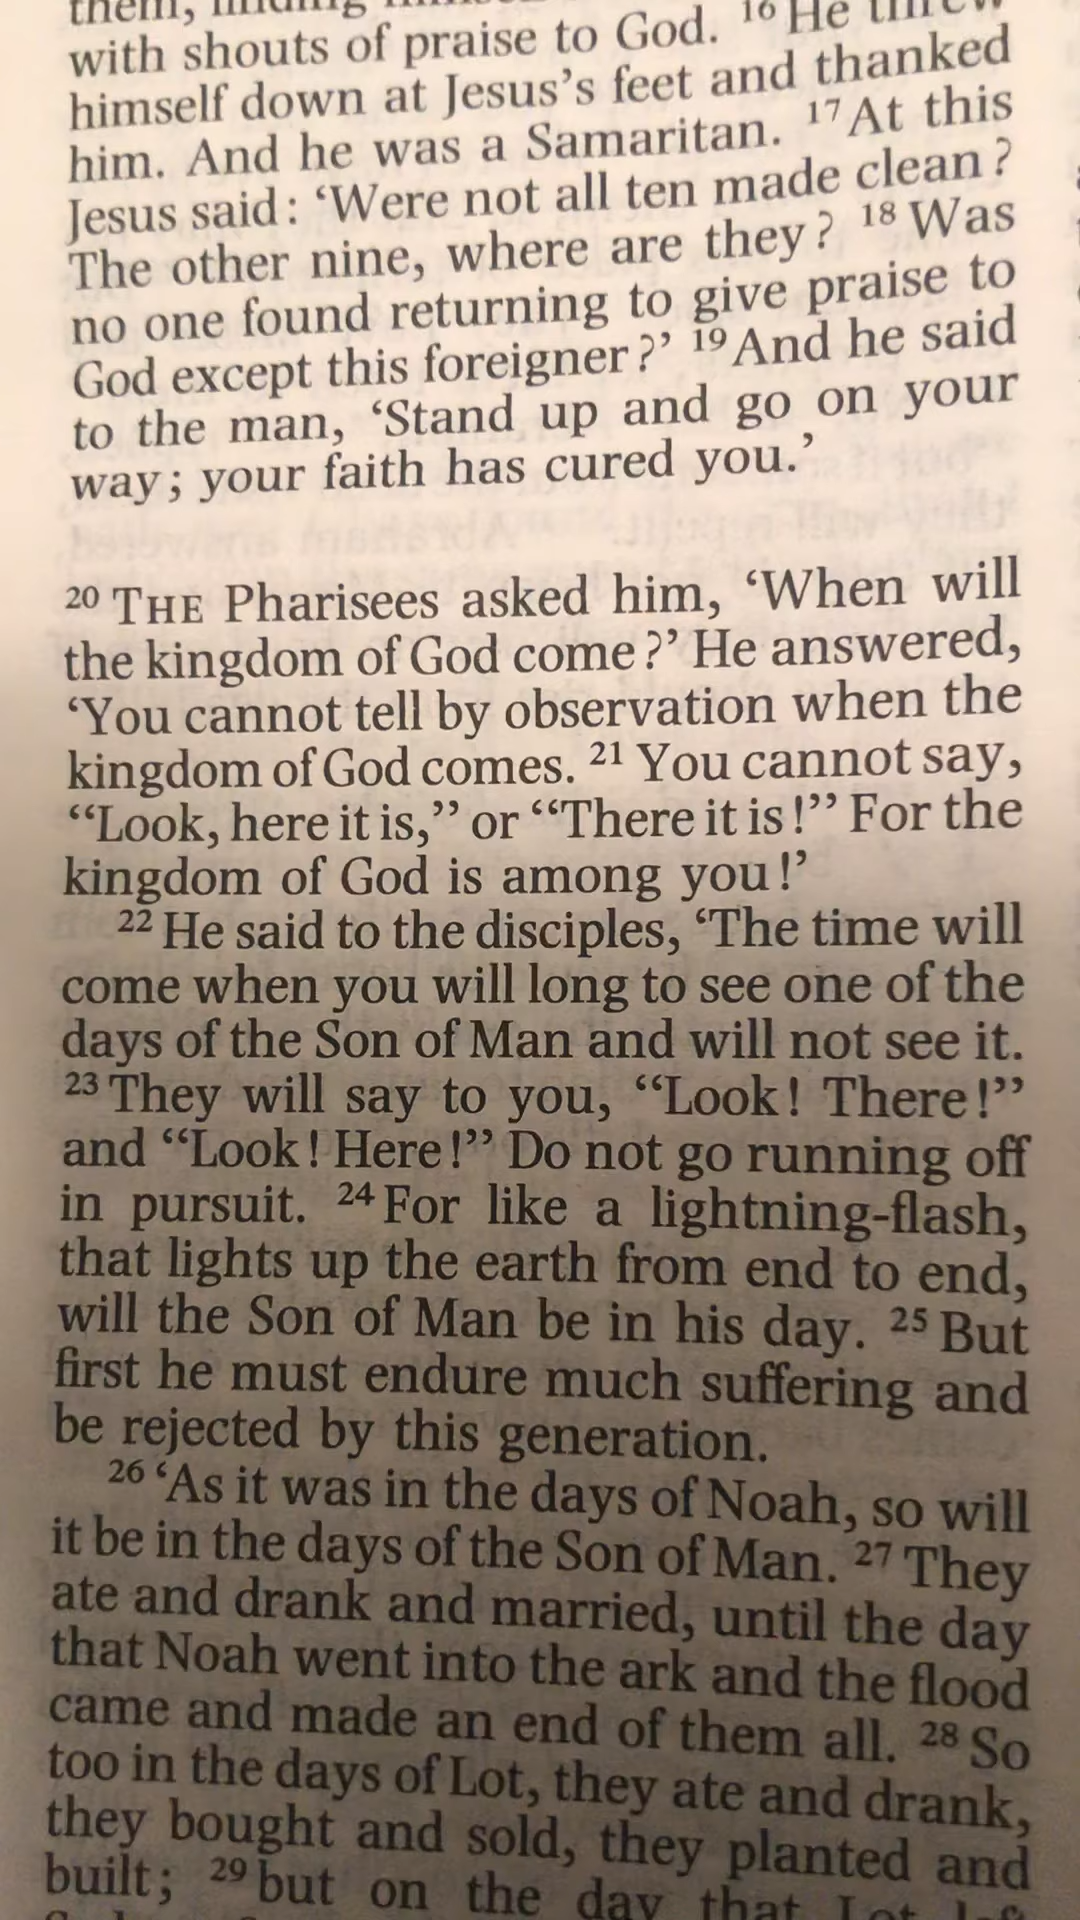 them,
with shouts of praise to God. 16 He threw
himself down at Jesus's feet and thanked
him. And he was a Samaritan. 17 At this
Jesus said: ‘Were not all ten made clean?
The other nine, where are they? 18 Was
no one found returning to give praise to
God except this foreigner?’ 19 And he said
to the man, ‘Stand up and go on your
way; your faith has cured you.’
20 THE Pharisees asked him, ‘When will
the kingdom of God come?’ He answered,
‘You cannot tell by observation when the
kingdom of God comes. 21 You cannot say,
“Look, here it is,” or “There it is!” For the
kingdom of God is among you!’
22 He said to the disciples, ‘The time will
come when you will long to see one of the
days of the Son of Man and will not see it.
23 They will say to you, “Look! There!”
and “Look! Here!” Do not go running off
in pursuit. 24 For like a lightning-flash,
that lights up the earth from end to end,
will the Son of Man be in his day. 25 But
first he must endure much suffering and
be rejected by this generation.
26 ‘As it was in the days of Noah, so will
it be in the days of the Son of Man. 27 They
ate and drank and married, until the day
that Noah went into the ark and the flood
came and made an end of them all. 28 So
too in the days of Lot, they ate and drank,
they bought and sold, they planted and
built; 29 but on the day that Lot left